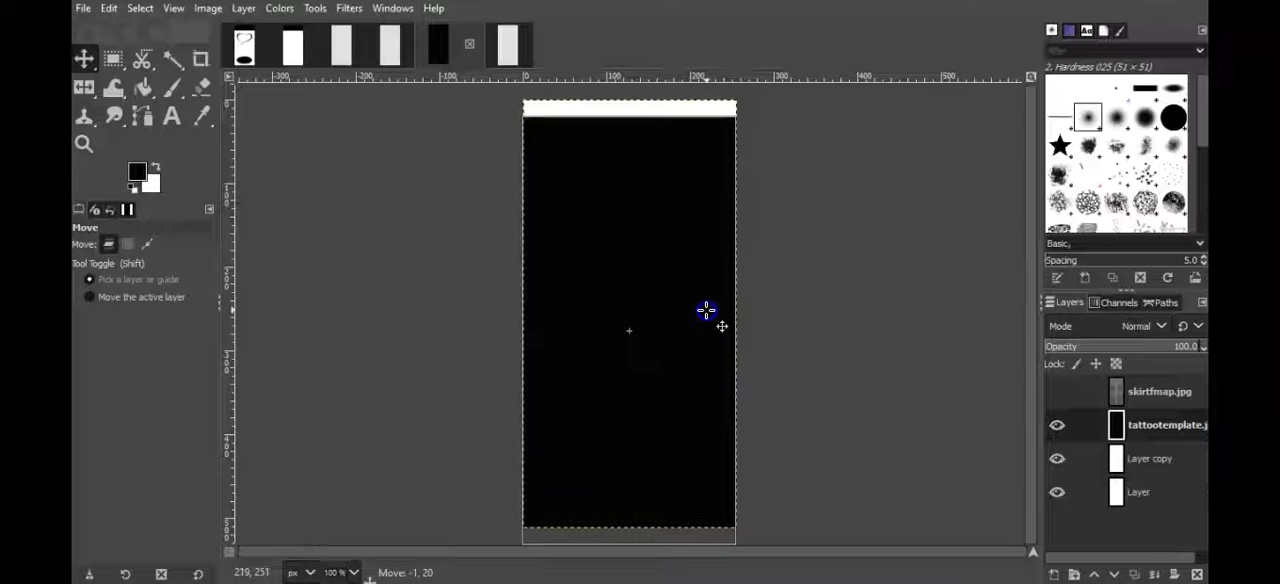 File Edit Select View Image Layer Colors Tools Filters Windows Help
-300 -200 -100 0 100 200 300 400 500
2. Hardness 025 (51 × 51)
Move
Move:
Tool Toggle (Shift)
Pick a layer or guide
Move the active layer
Basic,
Spacing 5.0
Layers Channels Paths
Mode Normal
Opacity 100.0
Lock:
skirtfmap.jpg
tattootemplate.j
Layer copy
Layer
219, 251 px 100 % Move: -1, 20